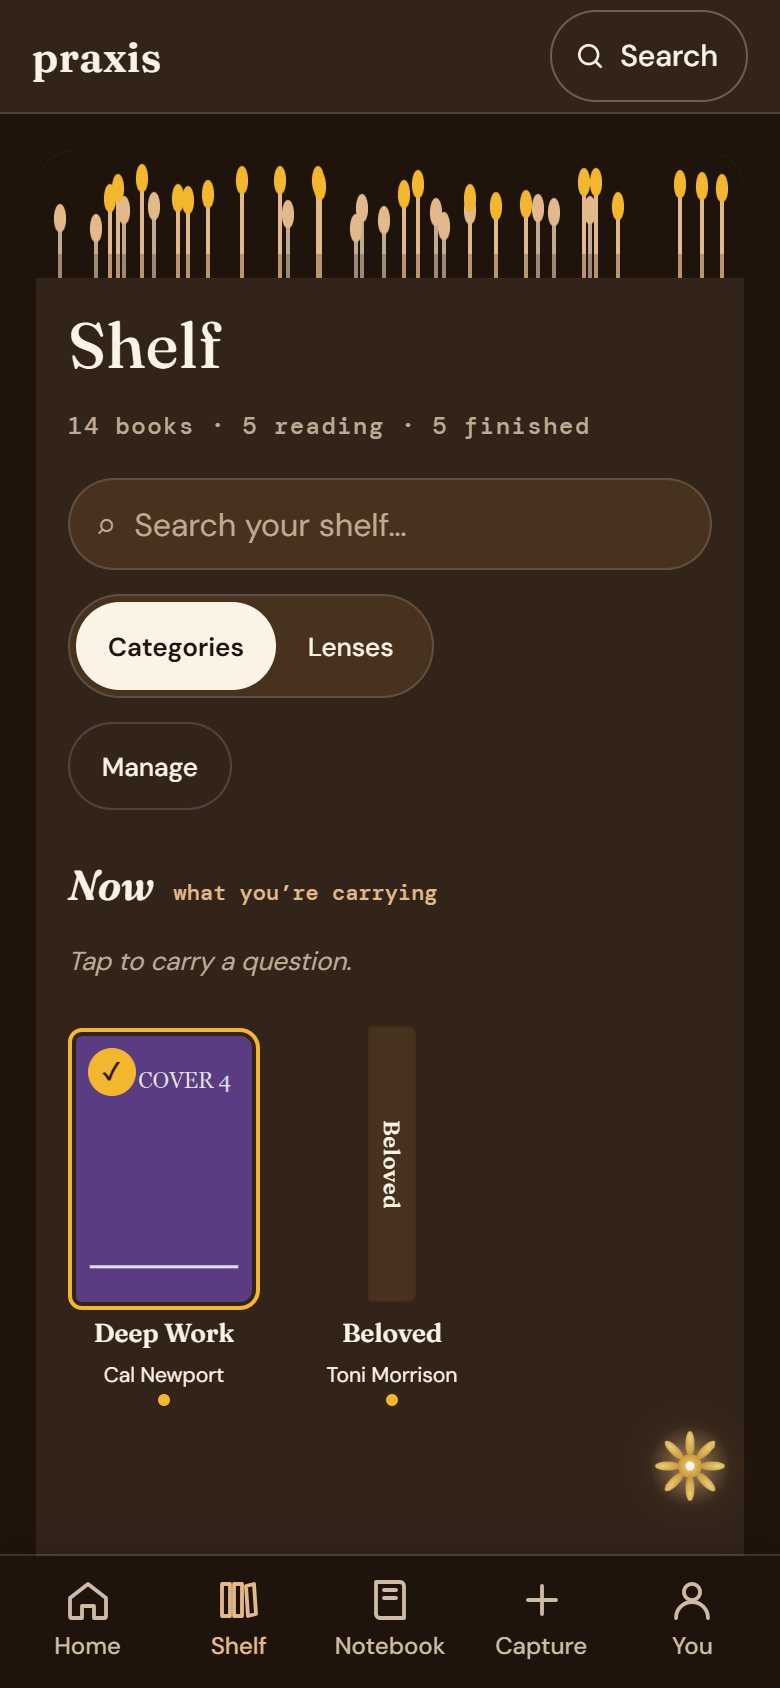 praxis
Search
Shelf
14 books · 5 reading · 5 finished
Search your shelf…
Categories
Lenses
Manage
Now what you’re carrying
Tap to carry a question.
✓ COVER 4
Beloved
Deep Work
Beloved
Cal Newport
Toni Morrison
Home
Shelf
Notebook
Capture
You